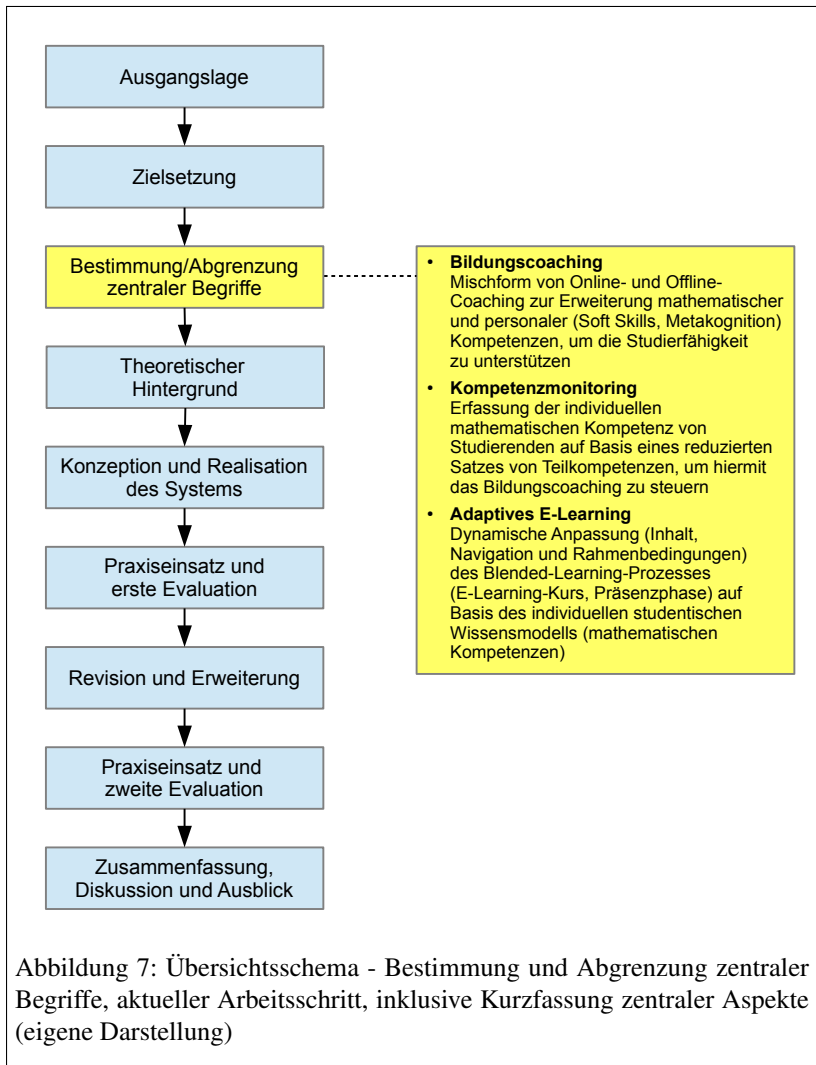 Ausgangslage
Zielsetzung
Bestimmung/Abgrenzung
zentraler Begriffe
Theoretischer
Hintergrund
Konzeption und Realisation
des Systems
Praxiseinsatz und
erste Evaluation
Revision und Erweiterung
Praxiseinsatz und
zweite Evaluation
Zusammenfassung,
Diskussion und Ausblick
• Bildungscoaching
Mischform von Online- und Offline-
Coaching zur Erweiterung mathematischer
und personaler (Soft Skills, Metakognition)
Kompetenzen, um die Studierfähigkeit
zu unterstützen
• Kompetenzmonitoring
Erfassung der individuellen
mathematischen Kompetenz von
Studierenden auf Basis eines reduzierten
Satzes von Teilkompetenzen, um hiermit
das Bildungscoaching zu steuern
• Adaptives E-Learning
Dynamische Anpassung (Inhalt,
Navigation und Rahmenbedingungen)
des Blended-Learning-Prozesses
(E-Learning-Kurs, Präsenzphase) auf
Basis des individuellen studentischen
Wissensmodells (mathematischen
Kompetenzen)
Abbildung 7: Übersichtsschema - Bestimmung und Abgrenzung zentraler
Begriffe, aktueller Arbeitsschritt, inklusive Kurzfassung zentraler Aspekte
(eigene Darstellung)